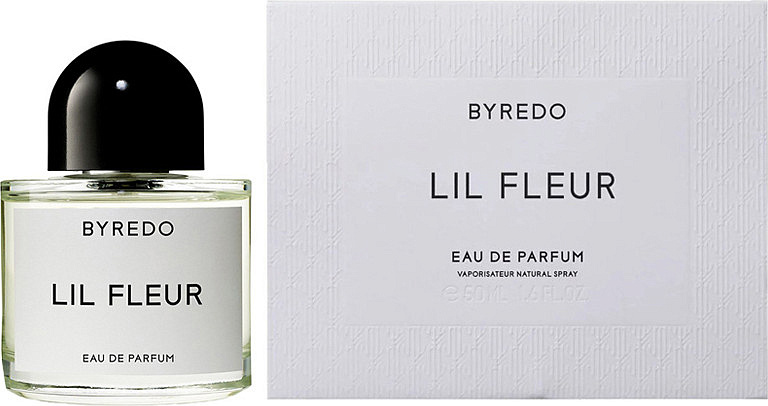 BYREDO
LIL FLEUR
EAU DE PARFUM
BYREDO
LIL FLEUR
EAU DE PARFUM
VAPORISATEUR NATURAL SPRAY
℮ 50 ML 1.6 FL.OZ.